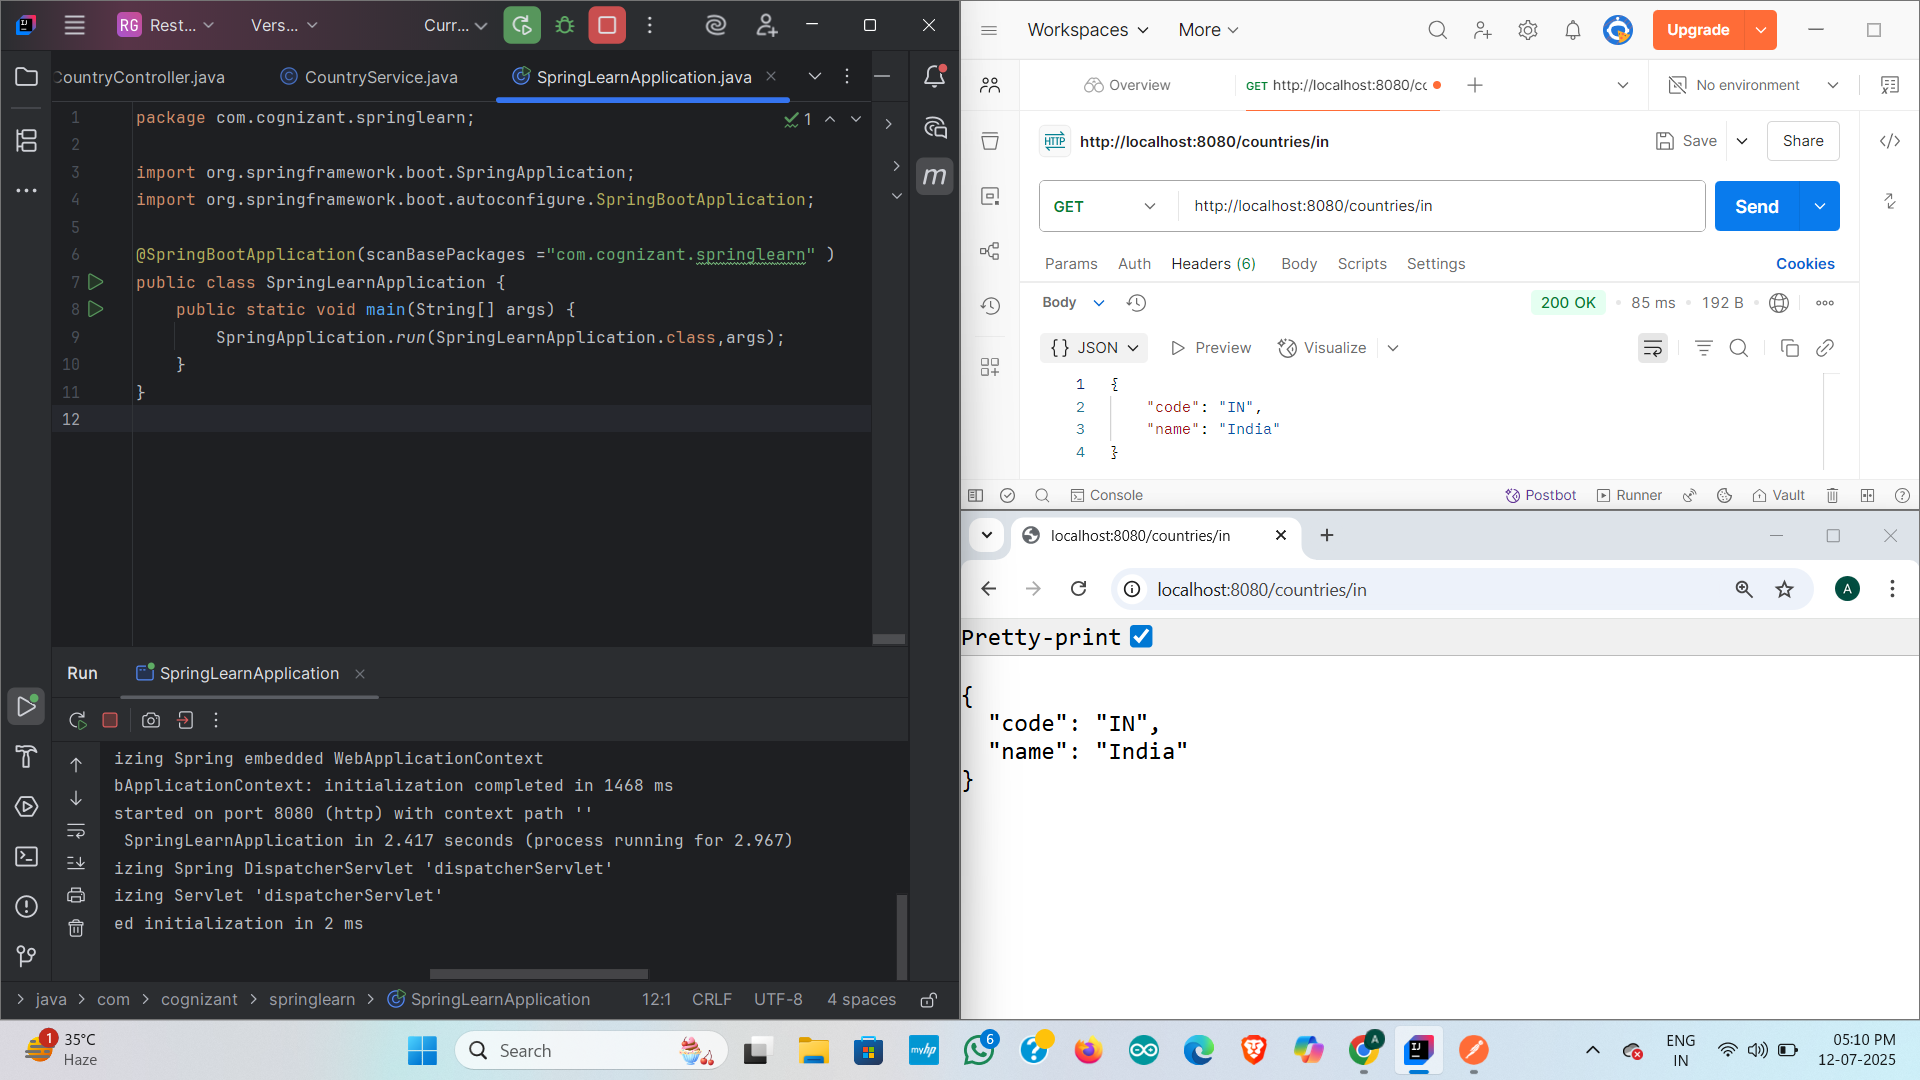 RG Rest... Vers... Curr...
CountryController.java CountryService.java SpringLearnApplication.java
1 package com.cognizant.springlearn; 1
2
3 import org.springframework.boot.SpringApplication;
4 import org.springframework.boot.autoconfigure.SpringBootApplication;
5
6 @SpringBootApplication(scanBasePackages ="com.cognizant.springlearn" )
7 public class SpringLearnApplication {
8 public static void main(String[] args) {
9 SpringApplication.run(SpringLearnApplication.class,args);
10 }
11 }
12
m
Run SpringLearnApplication
izing Spring embedded WebApplicationContext
bApplicationContext: initialization completed in 1468 ms
started on port 8080 (http) with context path ''
SpringLearnApplication in 2.417 seconds (process running for 2.967)
izing Spring DispatcherServlet 'dispatcherServlet'
izing Servlet 'dispatcherServlet'
ed initialization in 2 ms
java com cognizant springlearn SpringLearnApplication 12:1 CRLF UTF-8 4 spaces
Workspaces More Upgrade
Overview GET http://localhost:8080/cc No environment
HTTP http://localhost:8080/countries/in Save Share
GET http://localhost:8080/countries/in Send
Params Auth Headers (6) Body Scripts Settings Cookies
Body 200 OK 85 ms 192 B
{} JSON Preview Visualize
1 {
2 "code": "IN",
3 "name": "India"
4 }
Console Postbot Runner Vault
localhost:8080/countries/in
localhost:8080/countries/in A
Pretty-print
{
"code": "IN",
"name": "India"
}
1 35°C
Haze
Search
myhp
6
A
IJ
ENG
IN
05:10 PM
12-07-2025